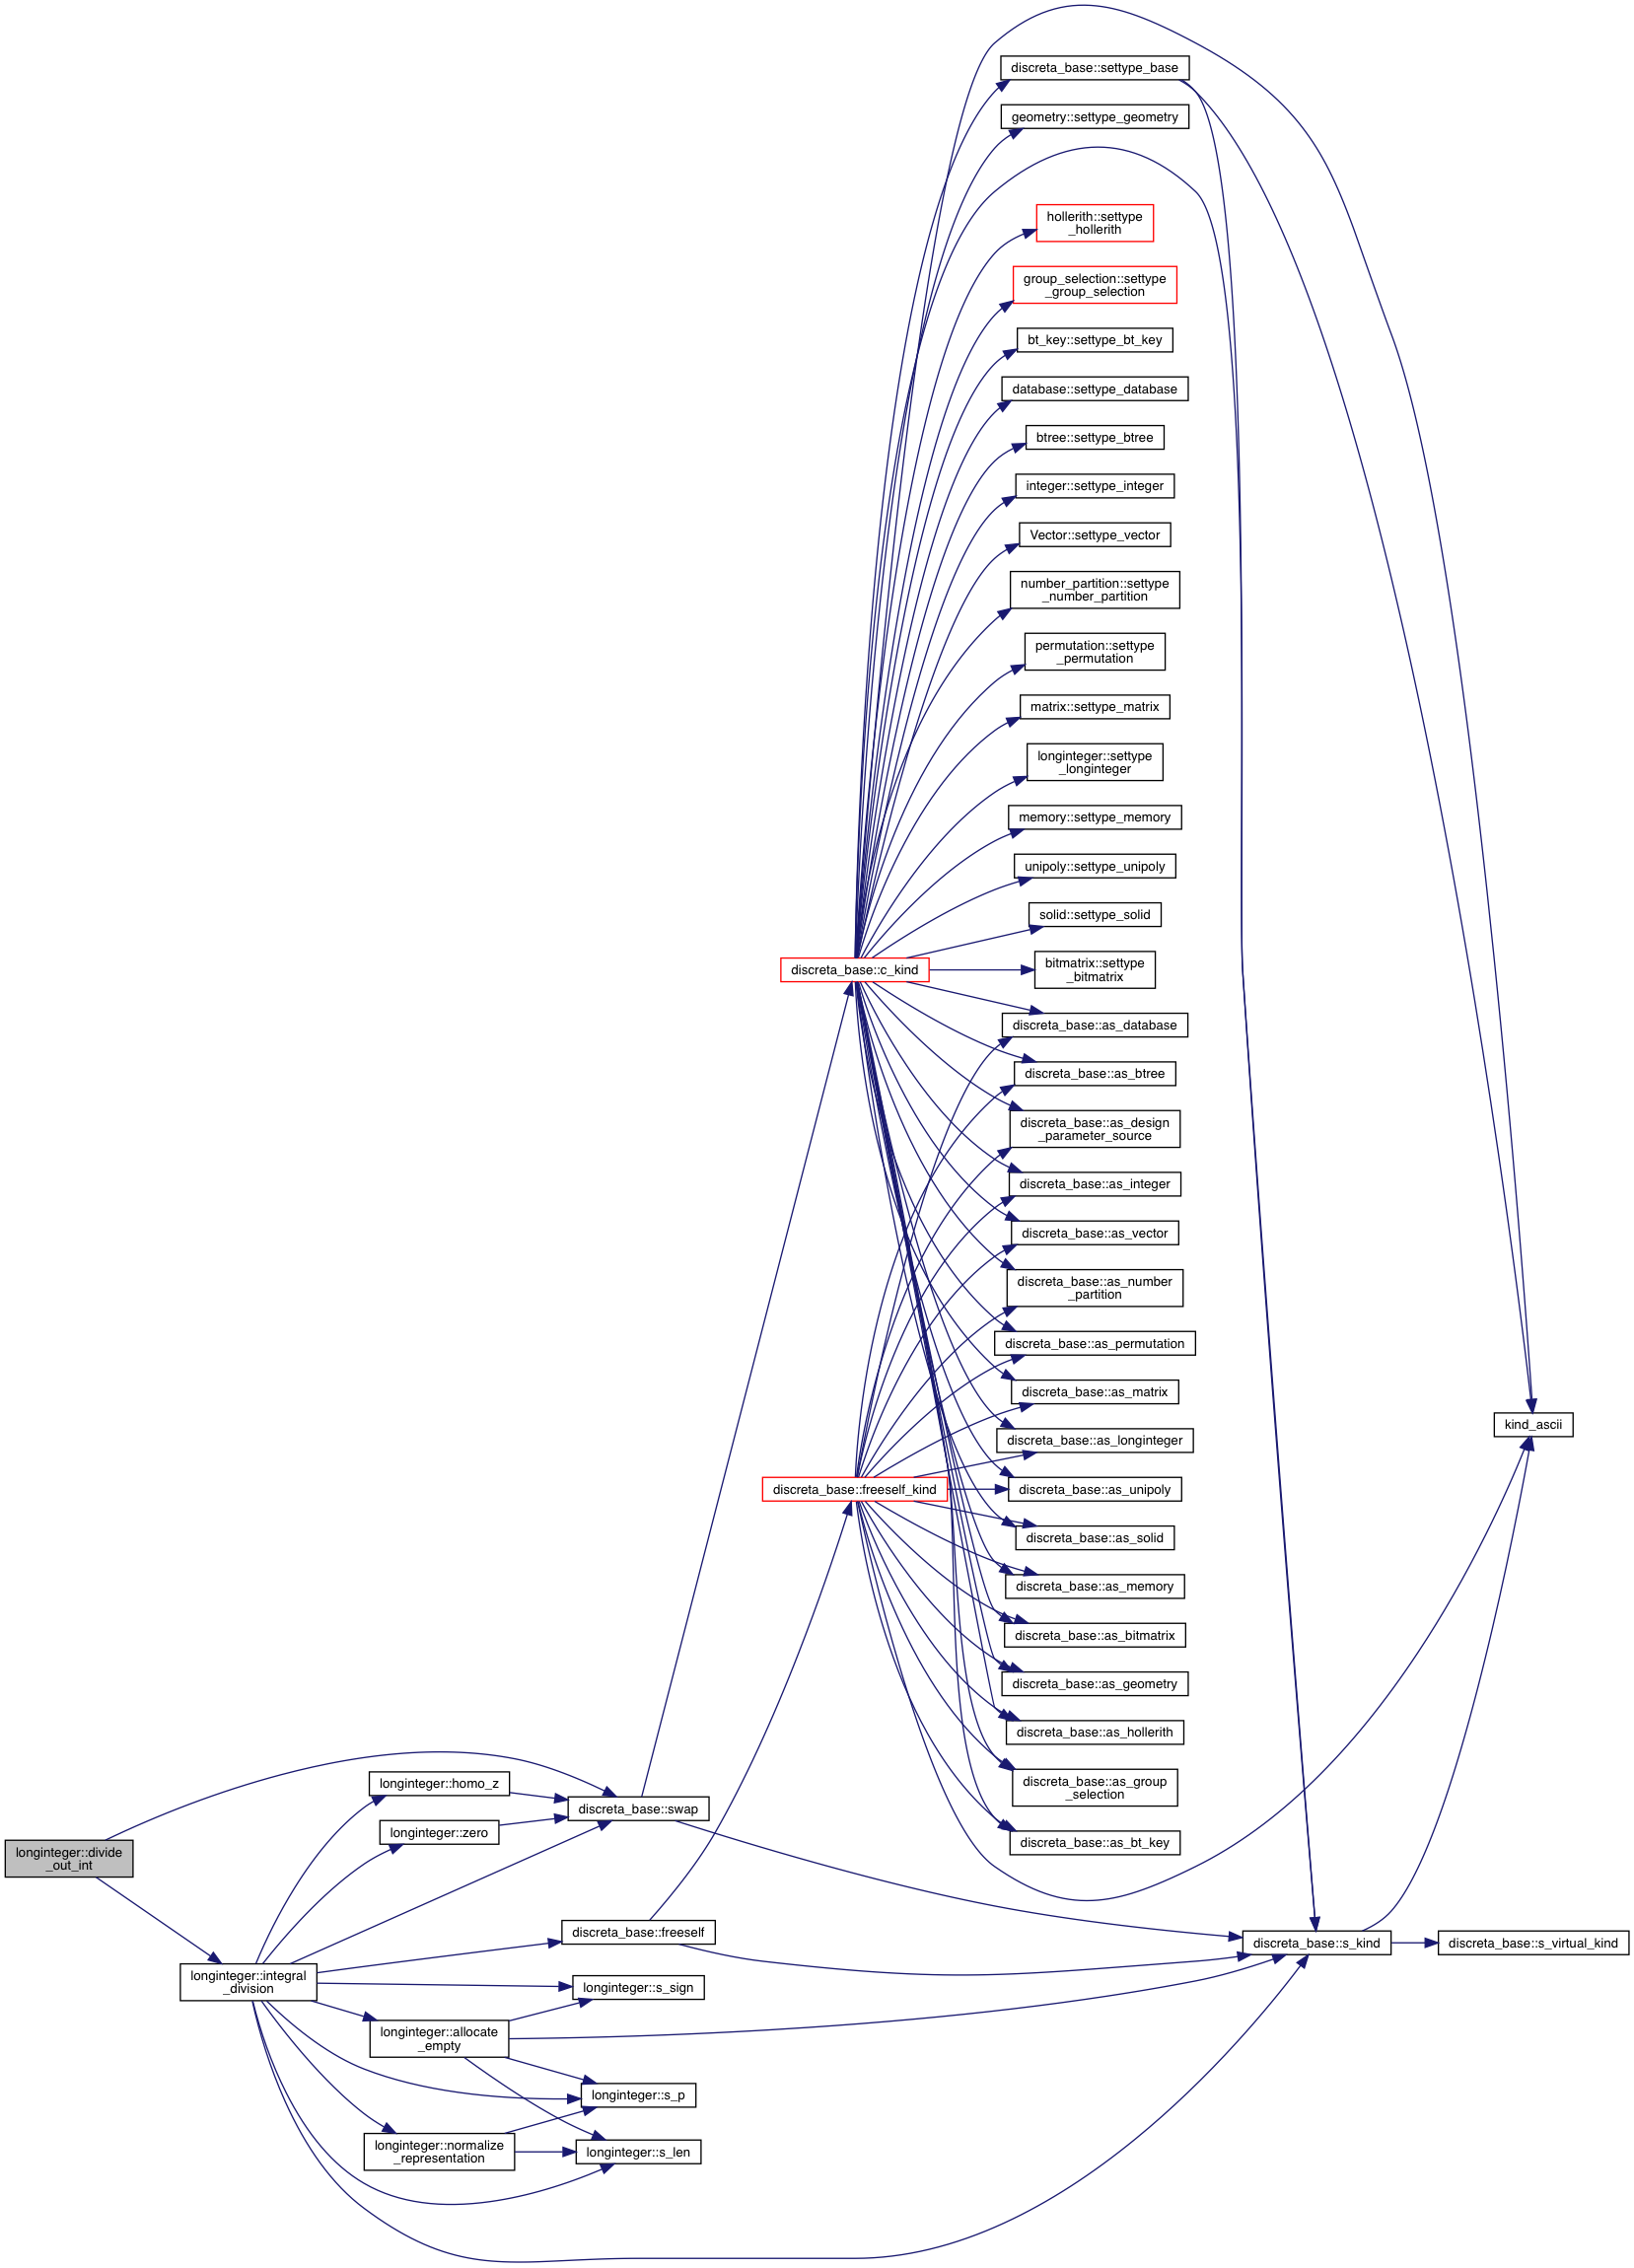 discreta_base::settype_base
geometry::settype_geometry
hollerith::settype
_hollerith
group_selection::settype
_group_selection
bt_key::settype_bt_key
database::settype_database
btree::settype_btree
integer::settype_integer
Vector::settype_vector
number_partition::settype
_number_partition
permutation::settype
_permutation
matrix::settype_matrix
longinteger::settype
_longinteger
memory::settype_memory
unipoly::settype_unipoly
solid::settype_solid
discreta_base::c_kind
bitmatrix::settype
_bitmatrix
discreta_base::as_database
discreta_base::as_btree
discreta_base::as_design
_parameter_source
discreta_base::as_integer
discreta_base::as_vector
discreta_base::as_number
_partition
discreta_base::as_permutation
discreta_base::as_matrix
kind_ascii
discreta_base::as_longinteger
discreta_base::freeself_kind
discreta_base::as_unipoly
discreta_base::as_solid
discreta_base::as_memory
discreta_base::as_bitmatrix
discreta_base::as_geometry
discreta_base::as_hollerith
discreta_base::as_group
_selection
longinteger::homo_z
discreta_base::swap
longinteger::zero
discreta_base::as_bt_key
longinteger::divide
_out_int
discreta_base::freeself
discreta_base::s_kind
discreta_base::s_virtual_kind
longinteger::integral
_division
longinteger::s_sign
longinteger::allocate
_empty
longinteger::s_p
longinteger::normalize
_representation
longinteger::s_len